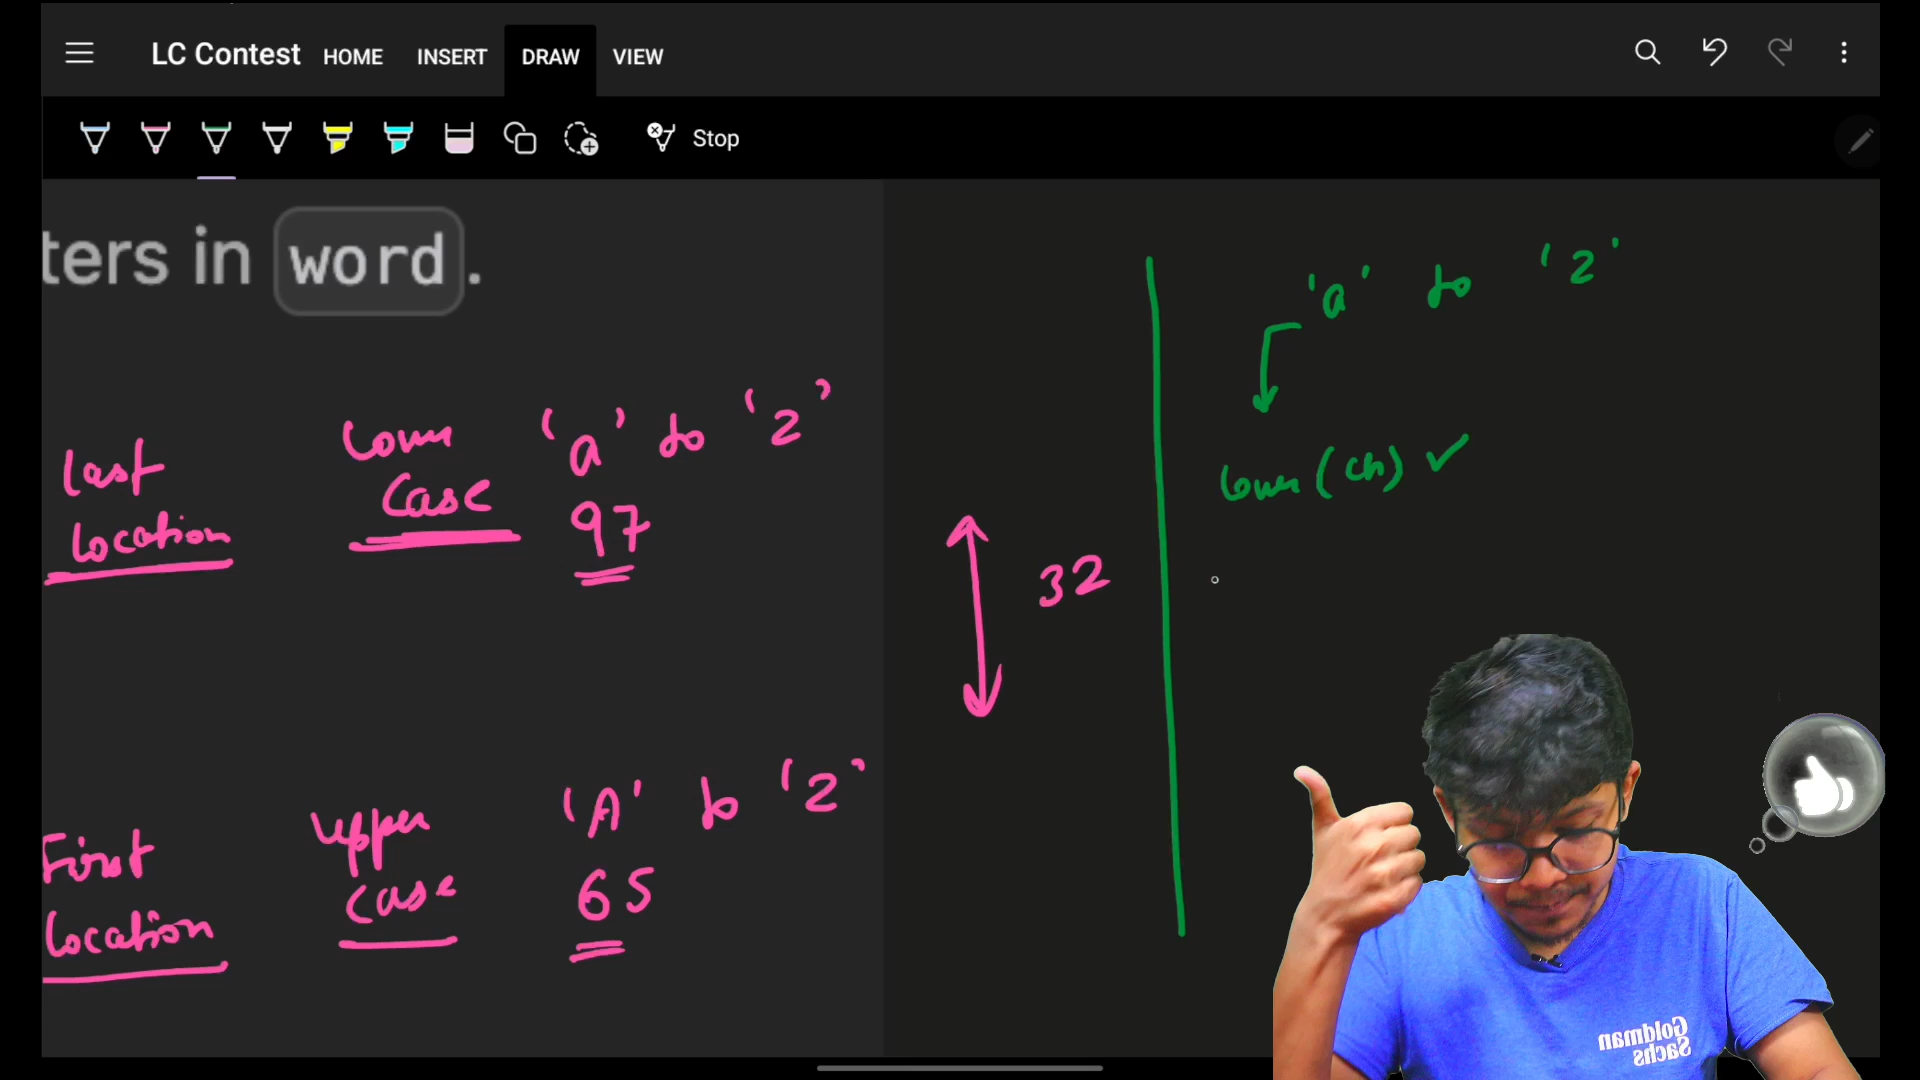 LC Contest HOME INSERT DRAW VIEW
Stop
ters in word.
'a' to 'z'
lower (ch) ✓
last
location
lower
case
'a' to 'z'
97
32
First
location
upper
case
'A' to 'Z'
65
Goldman
Sachs